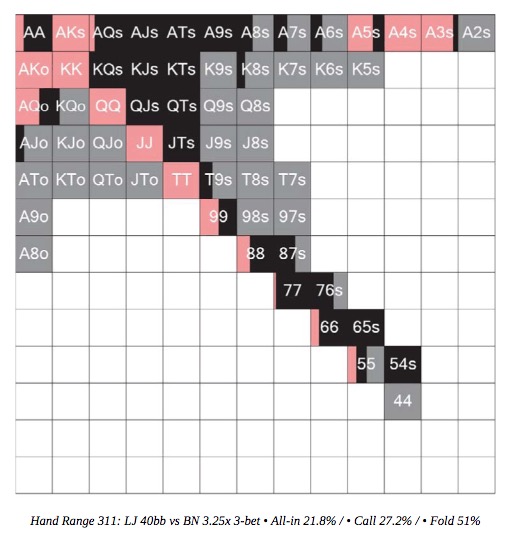 AA AKs AQs AJs ATs A9s A8s A7s A6s A5s A4s A3s A2s
AKo KK KQs KJs KTs K9s K8s K7s K6s K5s
AQo KQo QQ QJs QTs Q9s Q8s
AJo KJo QJo JJ JTs J9s J8s
ATo KTo QTo JTo TT T9s T8s T7s
A9o 99 98s 97s
A8o 88 87s
77 76s
66 65s
55 54s
44
Hand Range 311: LJ 40bb vs BN 3.25x 3-bet • All-in 21.8% / • Call 27.2% / • Fold 51%